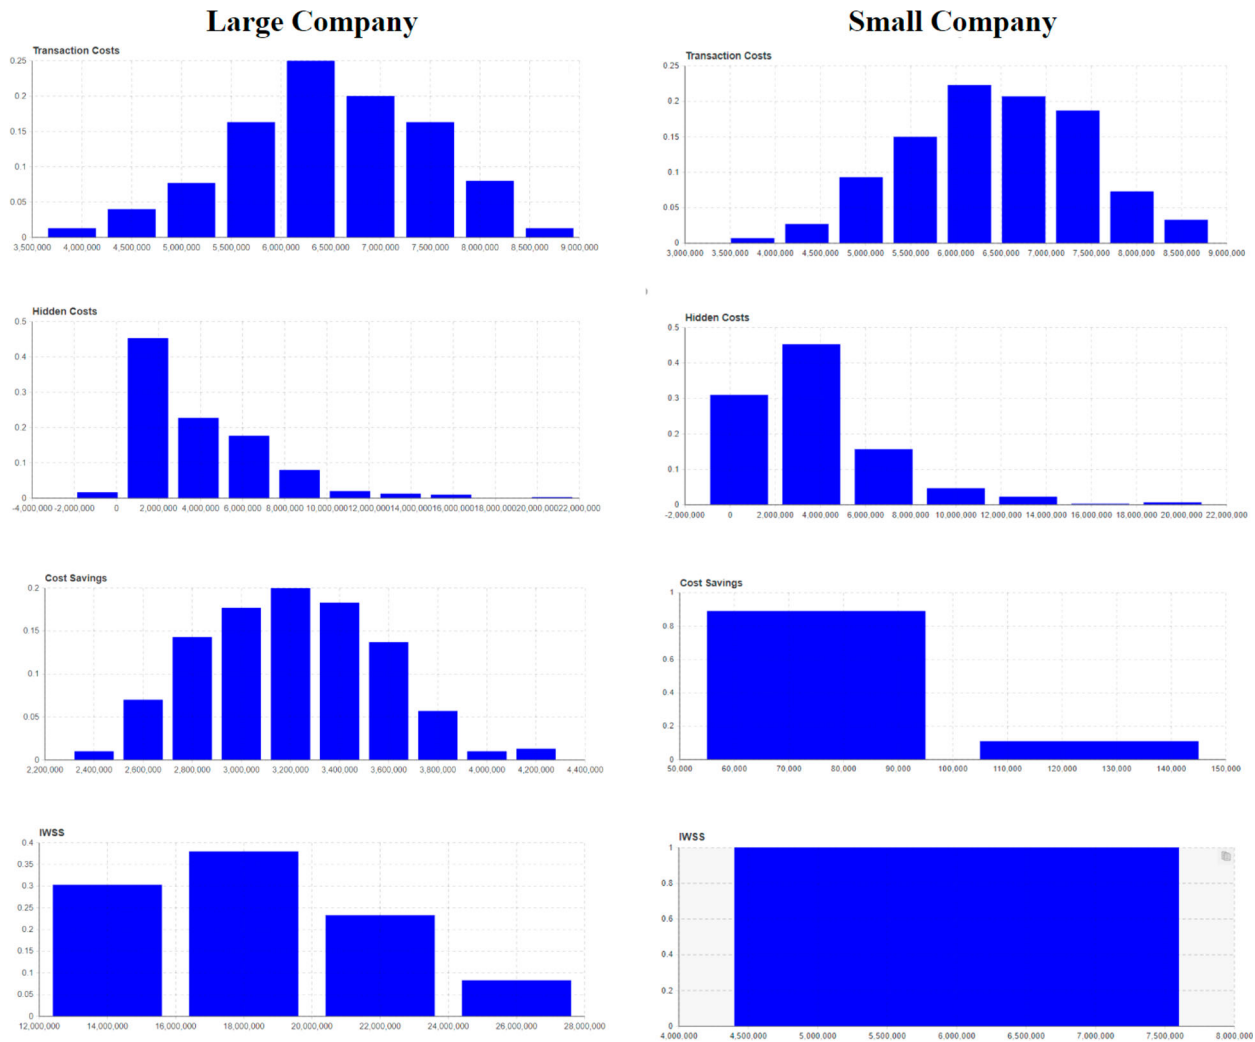 Large Company
Small Company
Transaction Costs
0.25
0.2
0.15
0.1
0.05
0
3,500,000 4,000,000 4,500,000 5,000,000 5,500,000 6,000,000 6,500,000 7,000,000 7,500,000 8,000,000 8,500,000 9,000,000
Transaction Costs
0.25
0.2
0.15
0.1
0.05
0
3,000,000 3,500,000 4,000,000 4,500,000 5,000,000 5,500,000 6,000,000 6,500,000 7,000,000 7,500,000 8,000,000 8,500,000 9,000,000
Hidden Costs
0.5
0.4
0.3
0.2
0.1
0
-4,000,000 -2,000,000 0 2,000,000 4,000,000 6,000,000 8,000,000 10,000,000 12,000,000 14,000,000 16,000,000 18,000,000 20,000,000 22,000,000
Hidden Costs
0.5
0.4
0.3
0.2
0.1
0
-2,000,000 0 2,000,000 4,000,000 6,000,000 8,000,000 10,000,000 12,000,000 14,000,000 16,000,000 18,000,000 20,000,000 22,000,000
Cost Savings
0.2
0.15
0.1
0.05
0
2,200,000 2,400,000 2,600,000 2,800,000 3,000,000 3,200,000 3,400,000 3,600,000 3,800,000 4,000,000 4,200,000 4,400,000
Cost Savings
1
0.8
0.6
0.4
0.2
0
50,000 60,000 70,000 80,000 90,000 100,000 110,000 120,000 130,000 140,000 150,000
IWSS
0.4
0.35
0.3
0.25
0.2
0.15
0.1
0.05
0
12,000,000 14,000,000 16,000,000 18,000,000 20,000,000 22,000,000 24,000,000 26,000,000 28,000,000
IWSS
1
0.8
0.6
0.4
0.2
0
4,000,000 4,500,000 5,000,000 5,500,000 6,000,000 6,500,000 7,000,000 7,500,000 8,000,000